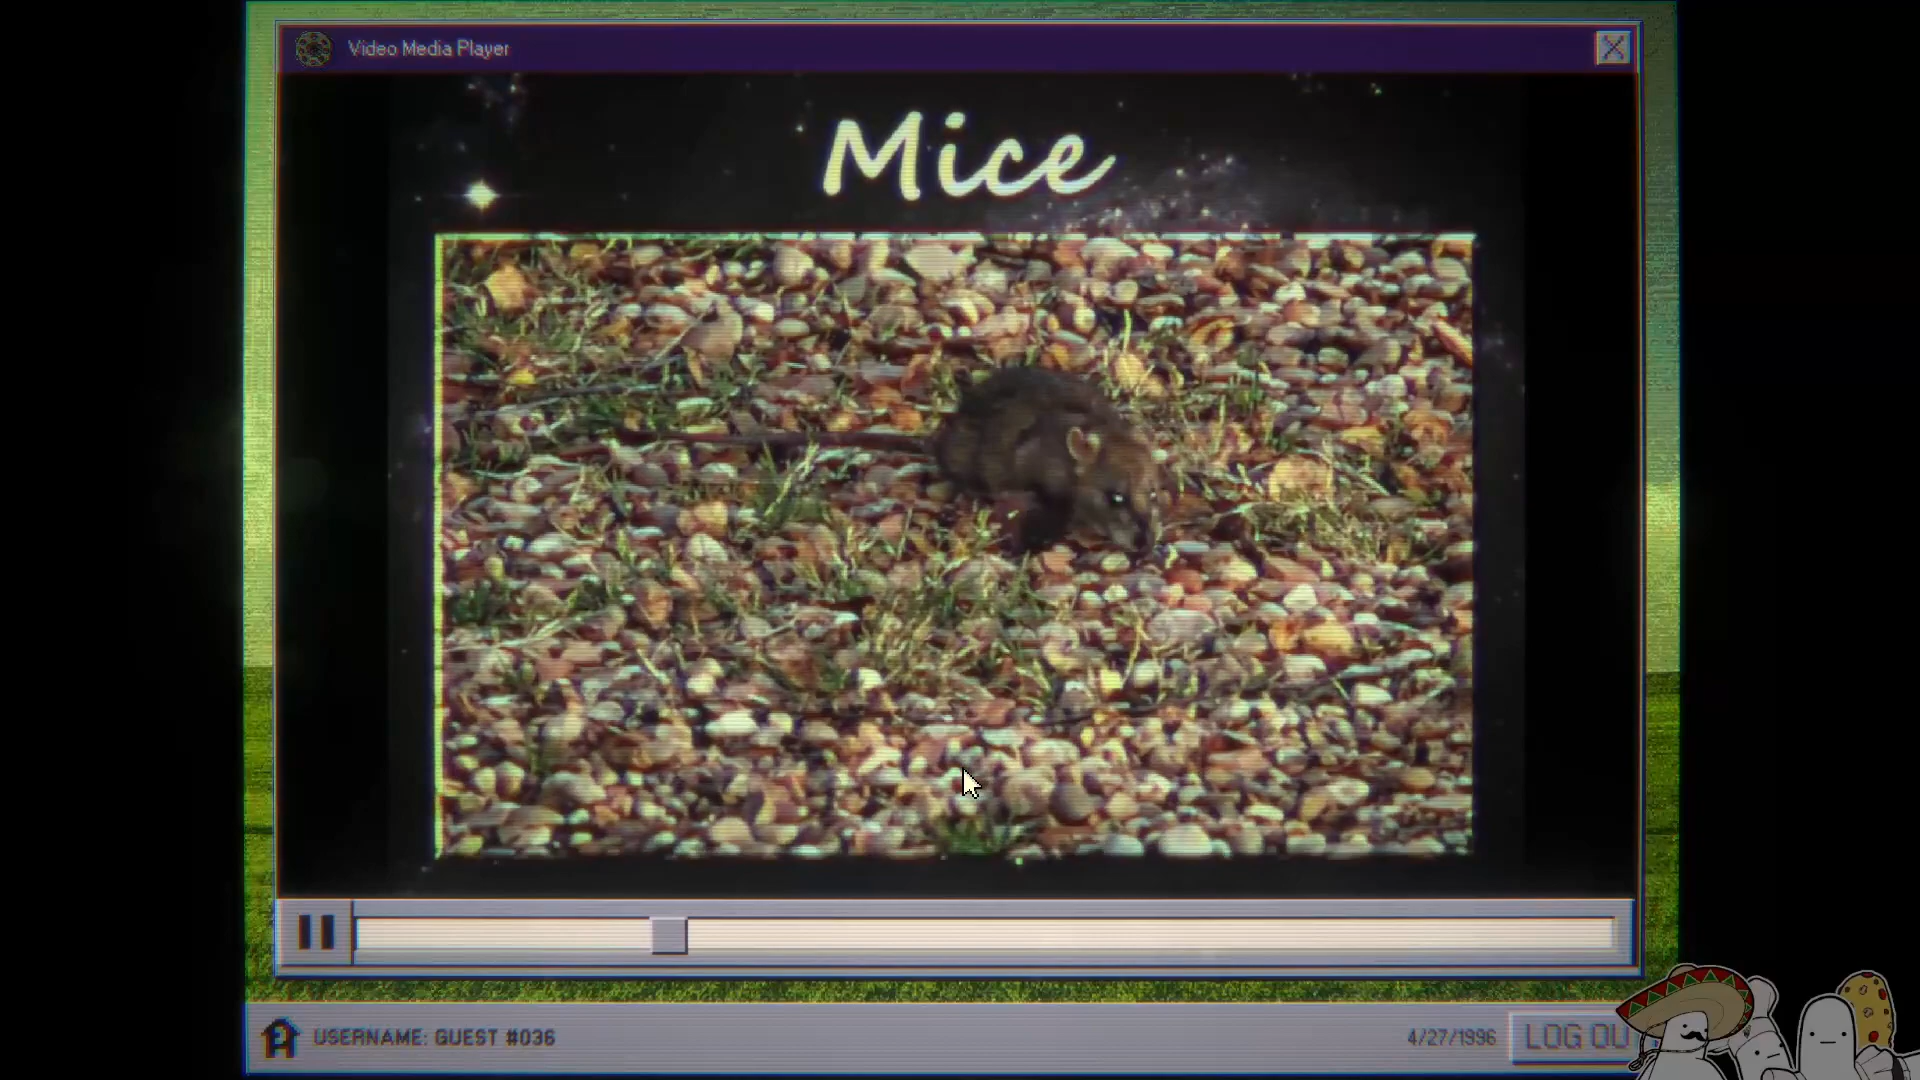 Video Media Player
Mice
USERNAME: GUEST #036
4/27/1996
LOG OU